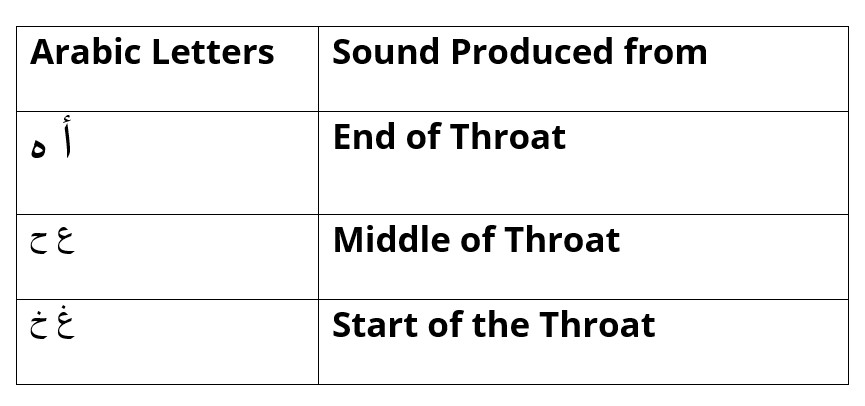 Arabic Letters
Sound Produced from
أ ه
End of Throat
ع ح
Middle of Throat
غ خ
Start of the Throat